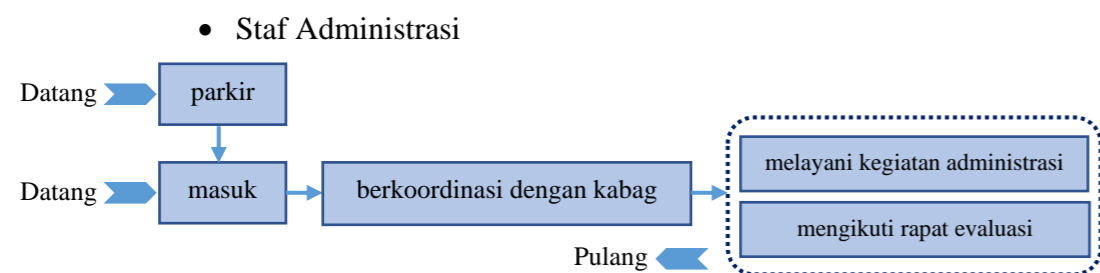 • Staf Administrasi
Datang
parkir
Datang
masuk
berkoordinasi dengan kabag
melayani kegiatan administrasi
mengikuti rapat evaluasi
Pulang